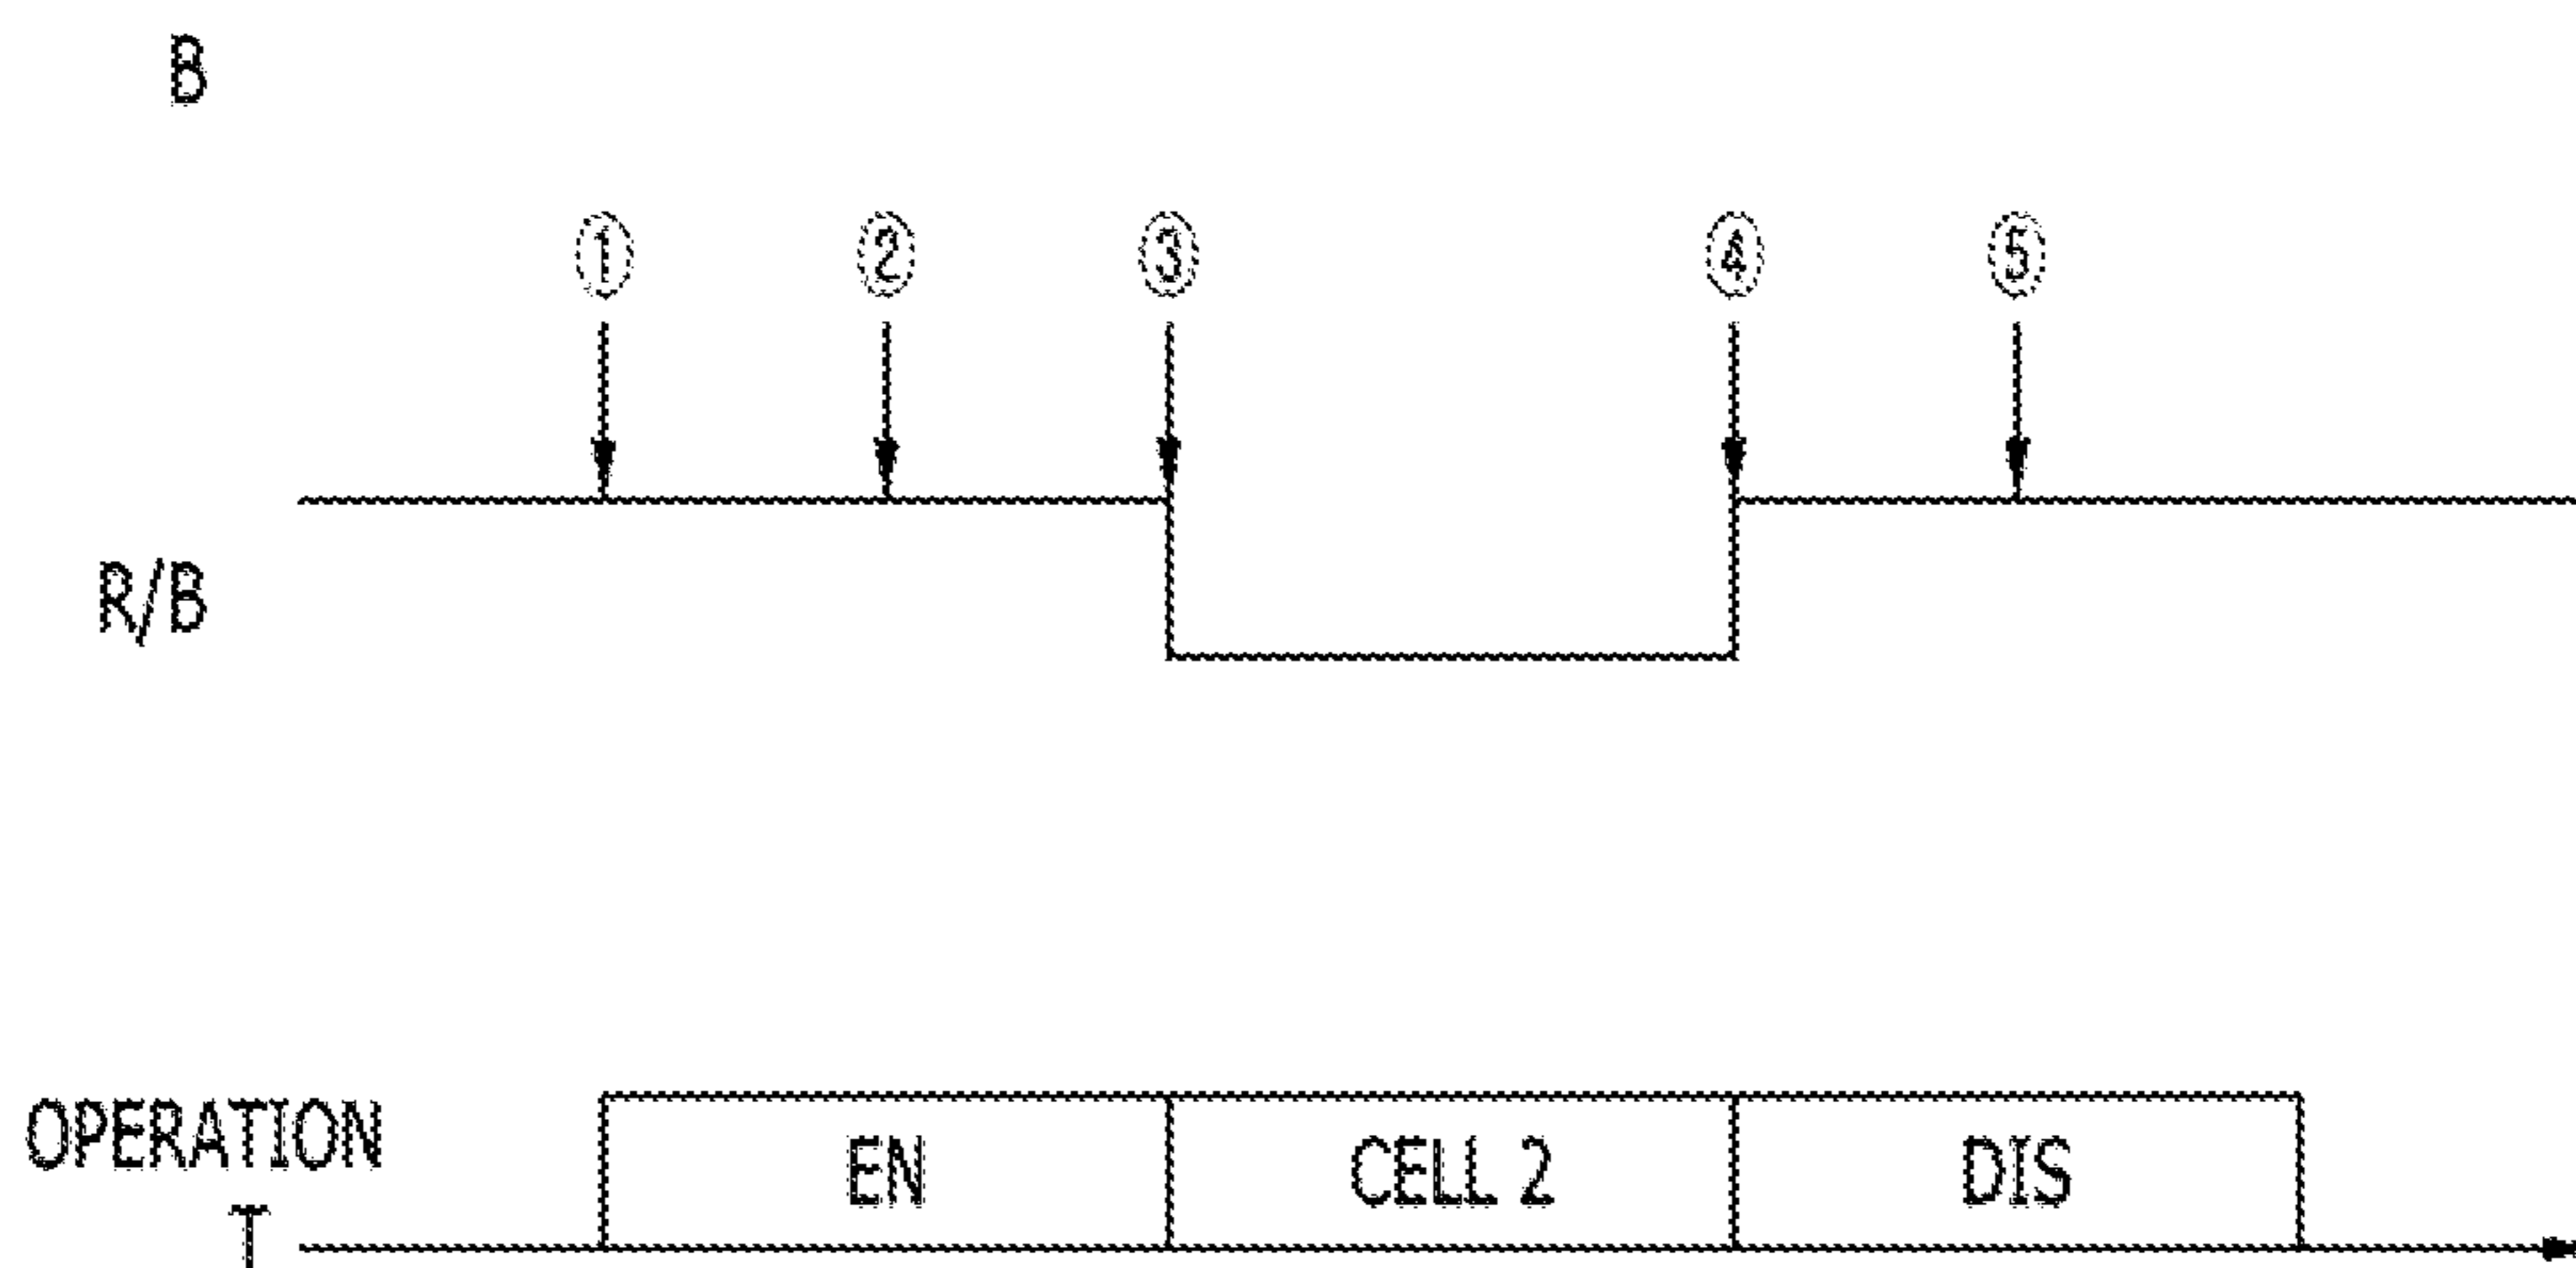 B
① ② ③ ④ ⑤
R/B
OPERATION EN CELL 2 DIS
T